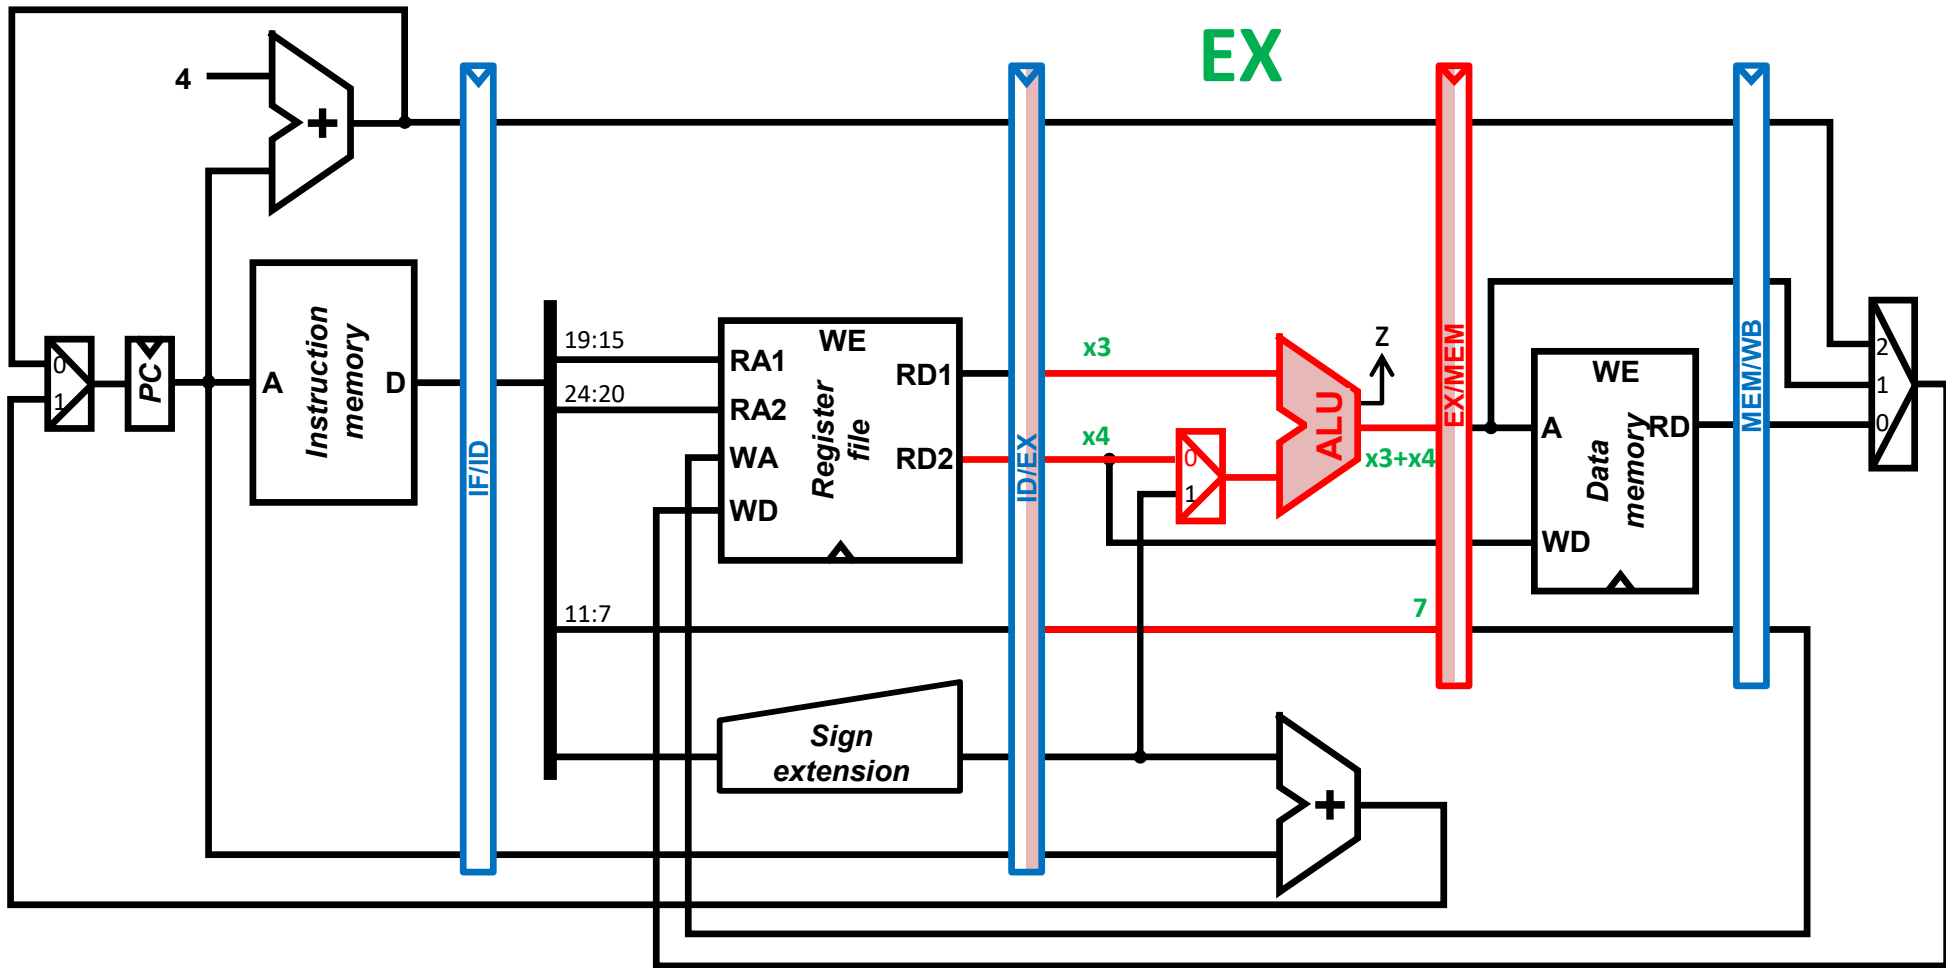 EX
4
+
IF/ID
ID/EX
EX/MEM
MEM/WB
0
1
PC
A
Instruction
memory
D
19:15
24:20
11:7
RA1
RA2
WA
WD
WE
Register
file
RD1
RD2
x3
x4
0
1
ALU
Z
x3+x4
7
A
WE
RD
Data
memory
WD
2
1
0
Sign
extension
+